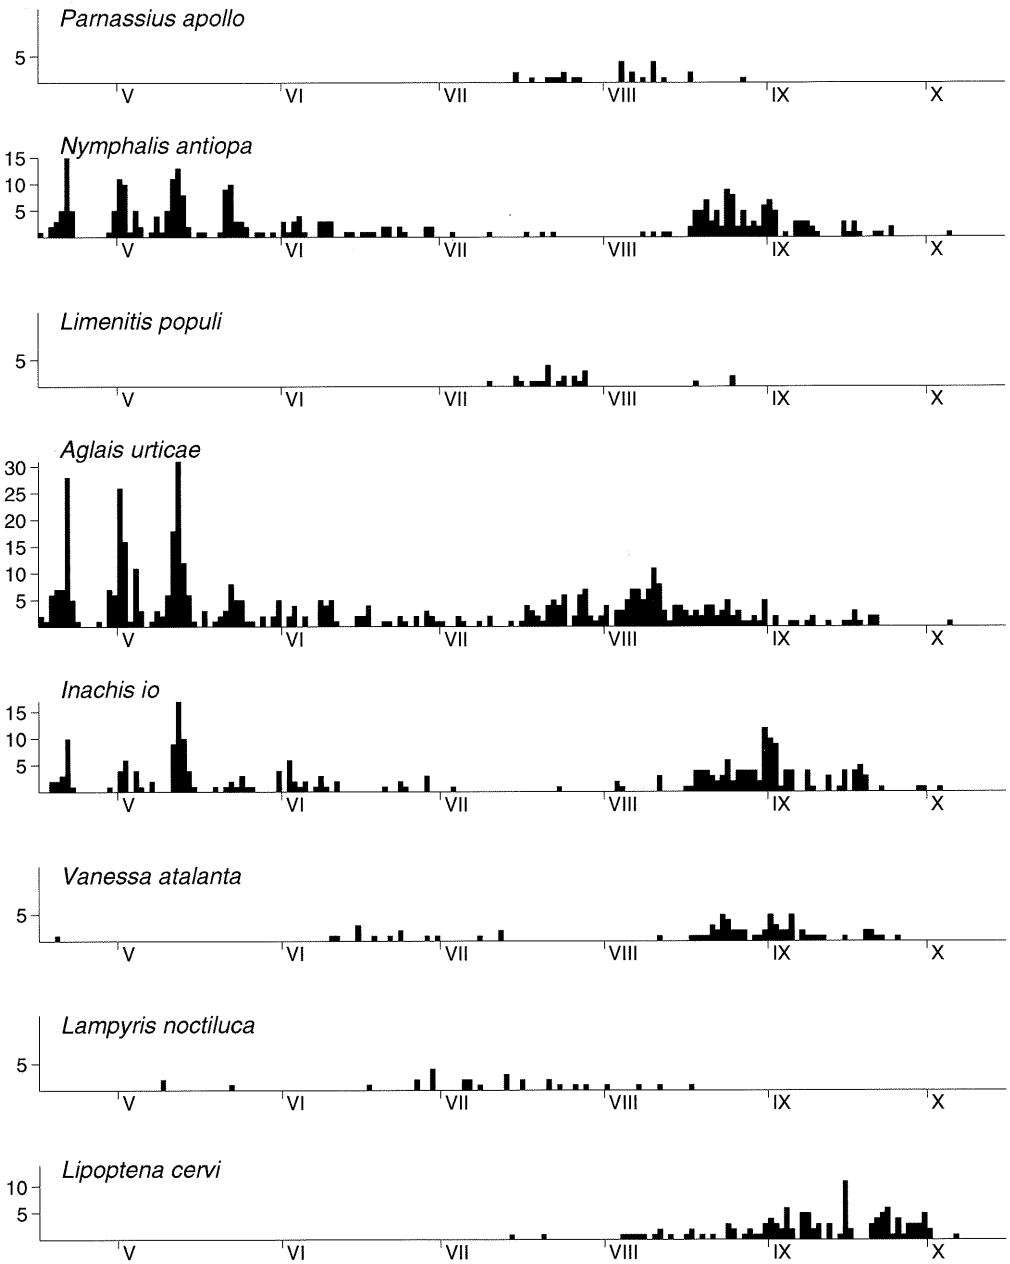 Parnassius apollo
5
V VI VII VIII IX X
Nymphalis antiopa
15
10
5
V VI VII VIII IX X
Limenitis populi
5
V VI VII VIII IX X
Aglais urticae
30
25
20
15
10
5
V VI VII VIII IX X
Inachis io
15
10
5
V VI VII VIII IX X
Vanessa atalanta
5
V VI VII VIII IX X
Lampyris noctiluca
5
V VI VII VIII IX X
Lipoptena cervi
10
5
V VI VII VIII IX X